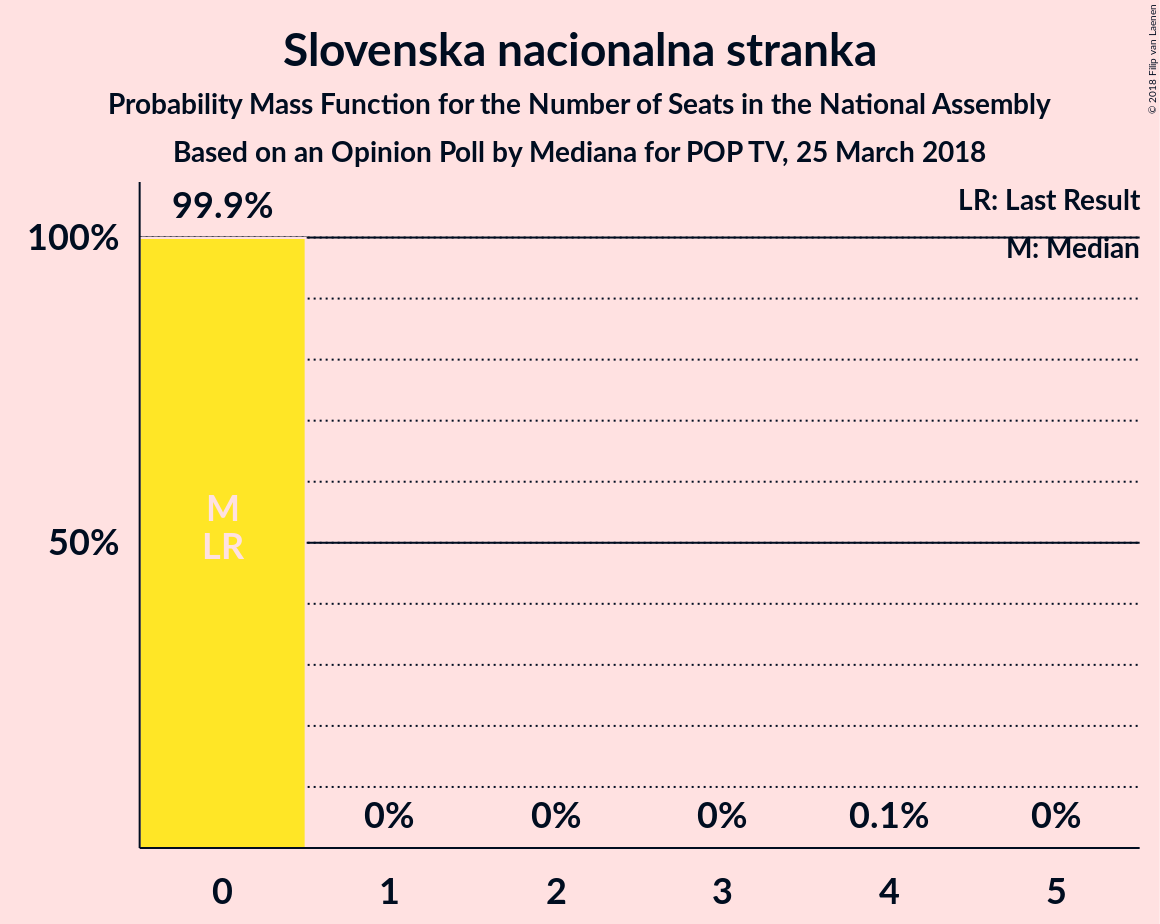 Slovenska nacionalna stranka
Probability Mass Function for the Number of Seats in the National Assembly
Based on an Opinion Poll by Mediana for POP TV, 25 March 2018
© 2018 Filip van Laenen
LR: Last Result
M: Median
99.9%
100%
50%
M
LR
0%
0%
0%
0.1%
0%
0
1
2
3
4
5